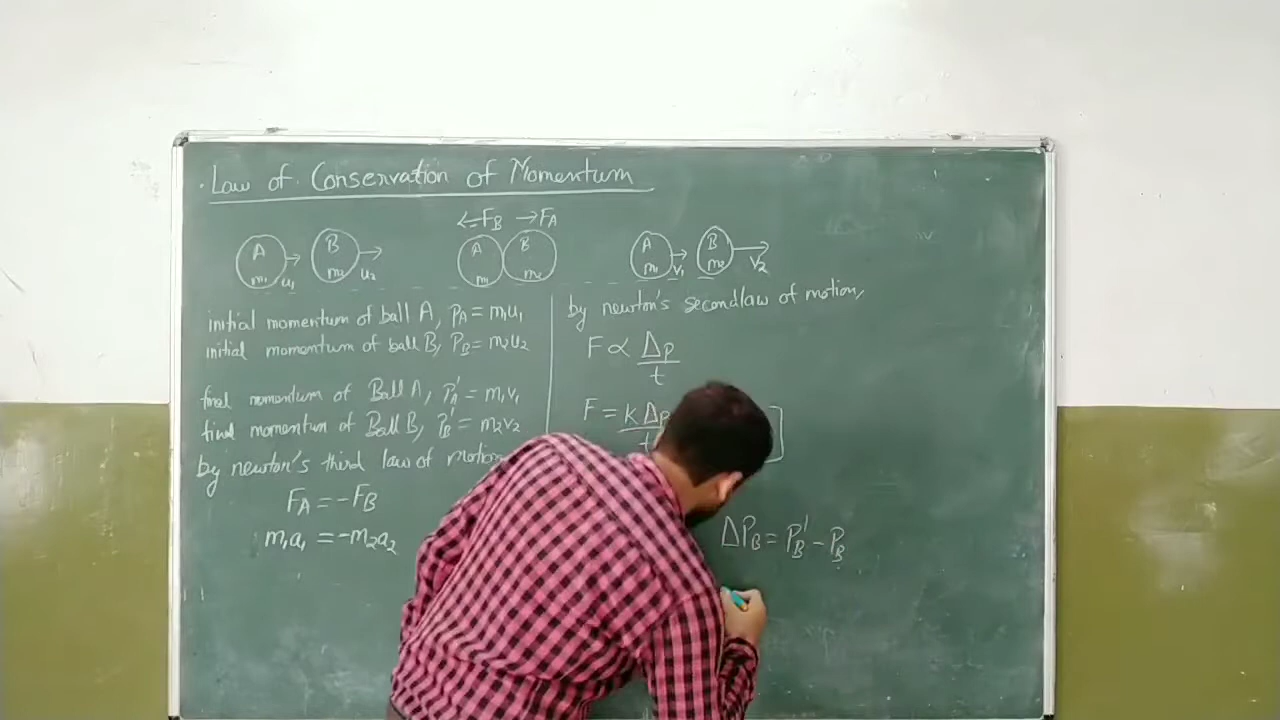 Law of Conservation of Momentum
←FB →FA
A m1 u1 B m2 u2
A m1 B m2
A m1 v1 B m2 v2
initial momentum of ball A, PA = m1u1
initial momentum of ball B, PB = m2u2
final momentum of Ball A, P'A = m1v1
final momentum of Ball B, P'B = m2v2
by newton's third law of motion
FA = -FB
m1a1 = -m2a2
by newton's second law of motion,
F ∝ Δp/t
F = kΔp/t
ΔPB = P'B - PB